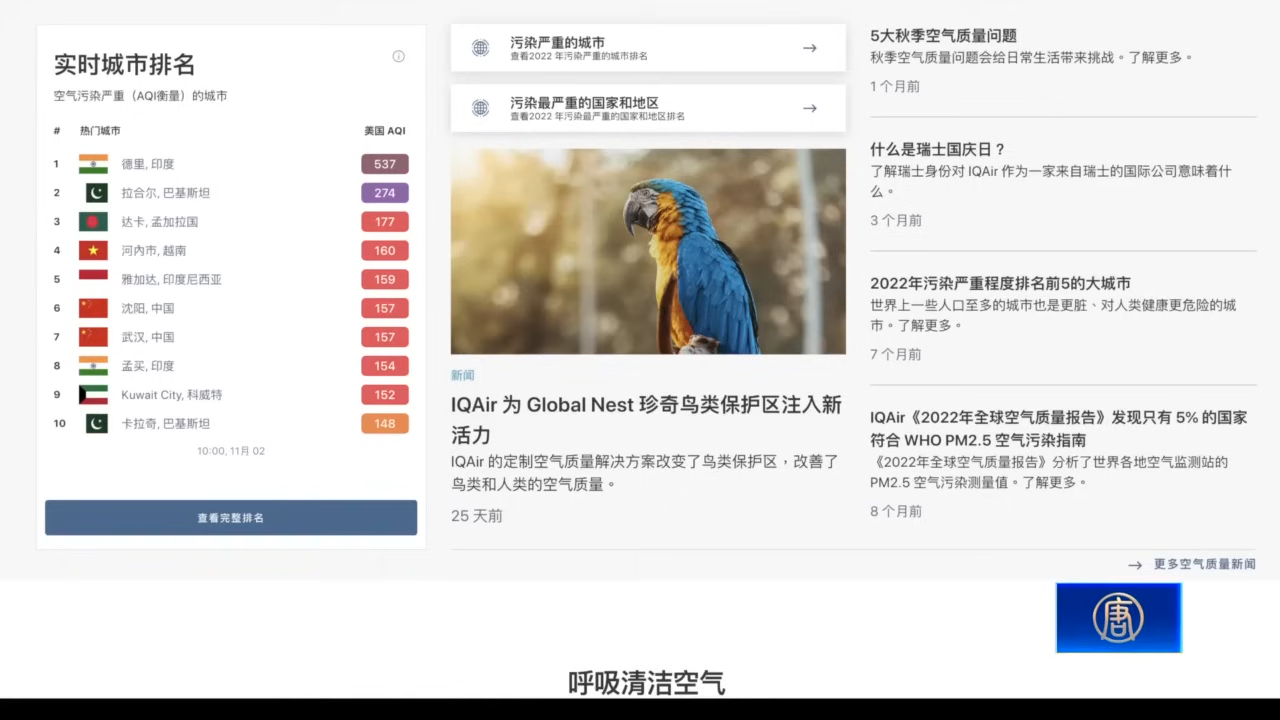 实时城市排名
空气污染严重（AQI衡量）的城市
# 热门城市 美国 AQI
1 德里, 印度 537
2 拉合尔, 巴基斯坦 274
3 达卡, 孟加拉国 177
4 河內市, 越南 160
5 雅加达, 印度尼西亚 159
6 沈阳, 中国 157
7 武汉, 中国 157
8 孟买, 印度 154
9 Kuwait City, 科威特 152
10 卡拉奇, 巴基斯坦 148
10:00, 11月 02
查看完整排名
污染严重的城市
查看2022 年污染严重的城市排名
污染最严重的国家和地区
查看2022 年污染最严重的国家和地区排名
新闻
IQAir 为 Global Nest 珍奇鸟类保护区注入新
活力
IQAir 的定制空气质量解决方案改变了鸟类保护区，改善了
鸟类和人类的空气质量。
25 天前
5大秋季空气质量问题
秋季空气质量问题会给日常生活带来挑战。了解更多。
1 个月前
什么是瑞士国庆日？
了解瑞士身份对 IQAir 作为一家来自瑞士的国际公司意味着什
么。
3 个月前
2022年污染严重程度排名前5的大城市
世界上一些人口至多的城市也是更脏、对人类健康更危险的城
市。了解更多。
7 个月前
IQAir《2022年全球空气质量报告》发现只有 5% 的国家
符合 WHO PM2.5 空气污染指南
《2022年全球空气质量报告》分析了世界各地空气监测站的
PM2.5 空气污染测量值。了解更多。
8 个月前
→ 更多空气质量新闻
唐
呼吸清洁空气